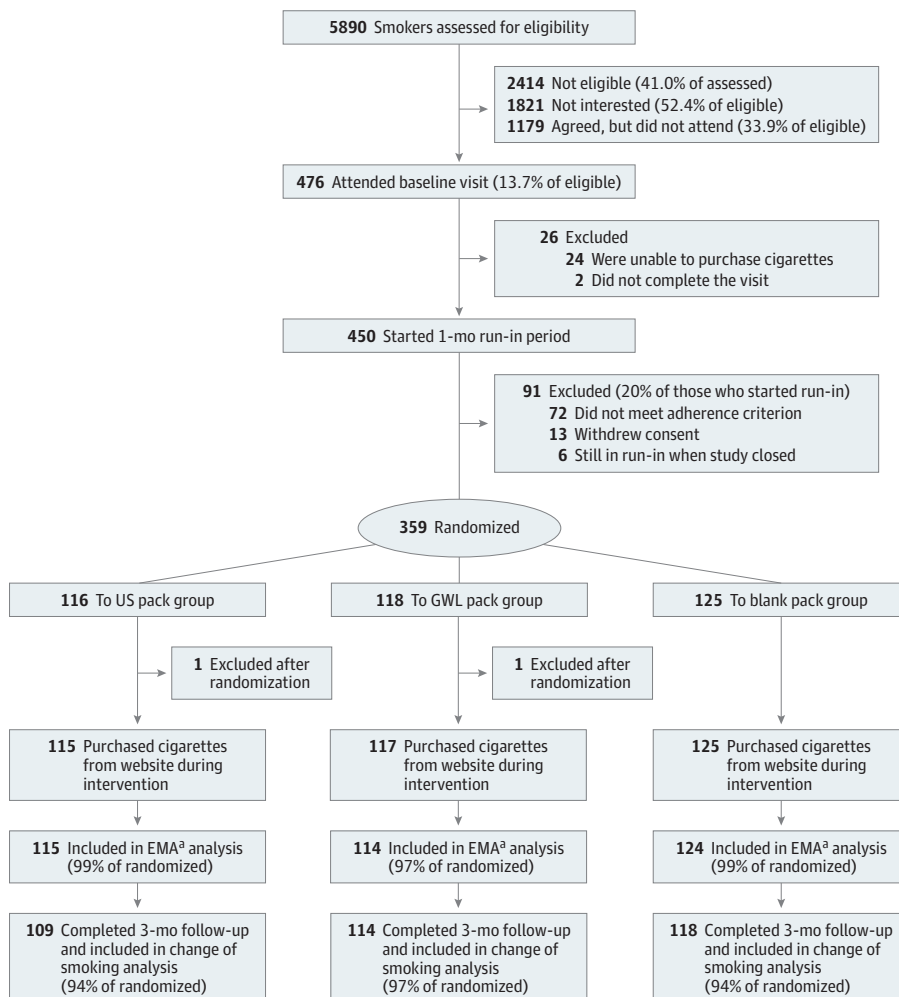 5890 Smokers assessed for eligibility
2414 Not eligible (41.0% of assessed)
1821 Not interested (52.4% of eligible)
1179 Agreed, but did not attend (33.9% of eligible)
476 Attended baseline visit (13.7% of eligible)
26 Excluded
24 Were unable to purchase cigarettes
2 Did not complete the visit
450 Started 1-mo run-in period
91 Excluded (20% of those who started run-in)
72 Did not meet adherence criterion
13 Withdrew consent
6 Still in run-in when study closed
359 Randomized
116 To US pack group
118 To GWL pack group
125 To blank pack group
1 Excluded after
randomization
1 Excluded after
randomization
115 Purchased cigarettes
from website during
intervention
117 Purchased cigarettes
from website during
intervention
125 Purchased cigarettes
from website during
intervention
115 Included in EMAa analysis
(99% of randomized)
114 Included in EMAa analysis
(97% of randomized)
124 Included in EMAa analysis
(99% of randomized)
109 Completed 3-mo follow-up
and included in change of
smoking analysis
(94% of randomized)
114 Completed 3-mo follow-up
and included in change of
smoking analysis
(97% of randomized)
118 Completed 3-mo follow-up
and included in change of
smoking analysis
(94% of randomized)